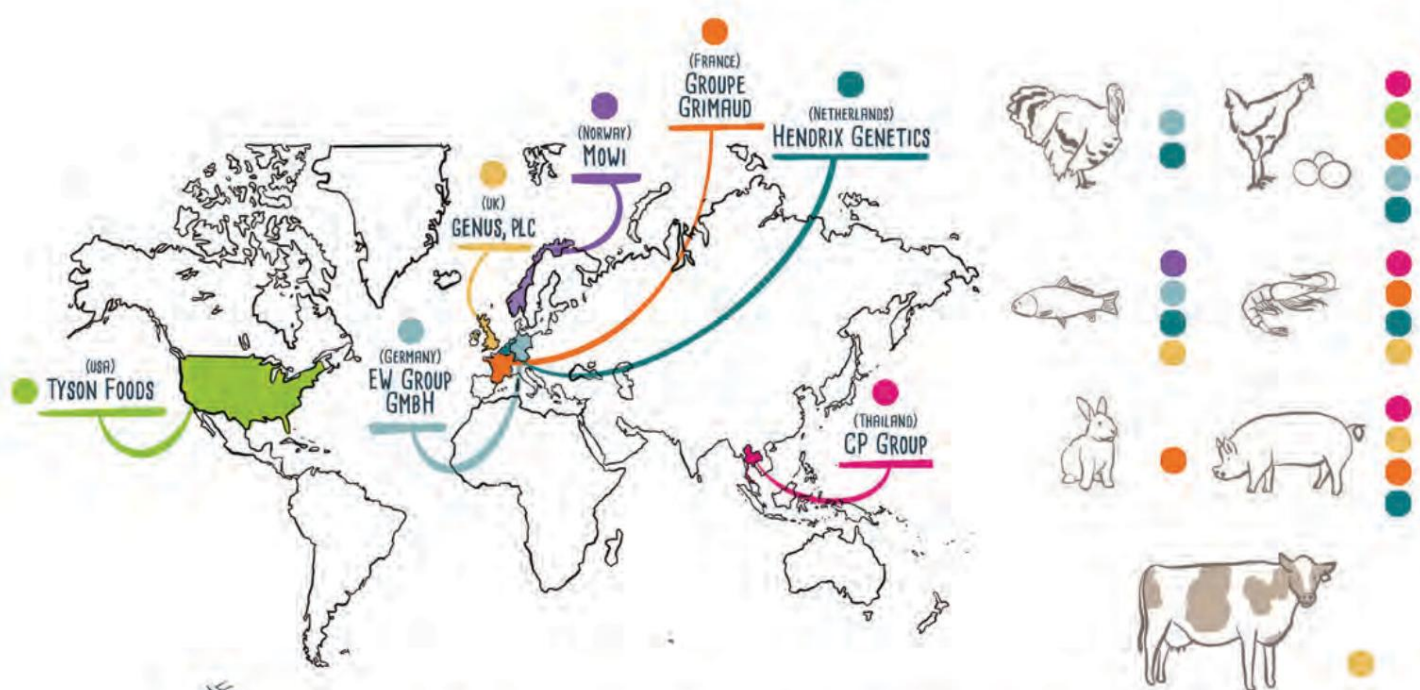 (FRANCE)
GROUPE
GRIMAUD
(NETHERLANDS)
HENDRIX GENETICS
(NORWAY)
MOWI
(UK)
GENUS, PLC
(GERMANY)
EW GROUP
GMBH
(USA)
TYSON FOODS
(THAILAND)
CP GROUP